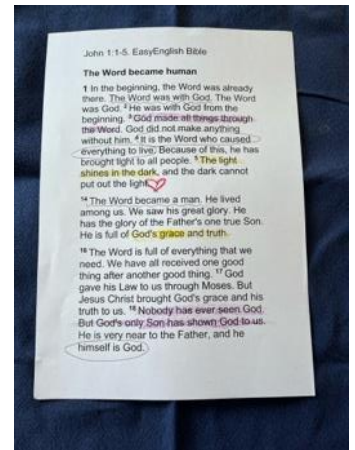 John 1:1-5. EasyEnglish Bible
The Word became human
1 In the beginning, the Word was already
there. The Word was with God. The Word
was God. 2 He was with God from the
beginning. 3 God made all things through
the Word. God did not make anything
without him. 4 It is the Word who caused
everything to live. Because of this, he has
brought light to all people. 5 The light
shines in the dark, and the dark cannot
put out the light.
14 The Word became a man. He lived
among us. We saw his great glory. He
has the glory of the Father's one true Son.
He is full of God's grace and truth.
16 The Word is full of everything that we
need. We have all received one good
thing after another good thing. 17 God
gave his Law to us through Moses. But
Jesus Christ brought God's grace and his
truth to us. 18 Nobody has ever seen God.
But God's only Son has shown God to us.
He is very near to the Father, and he
himself is God.